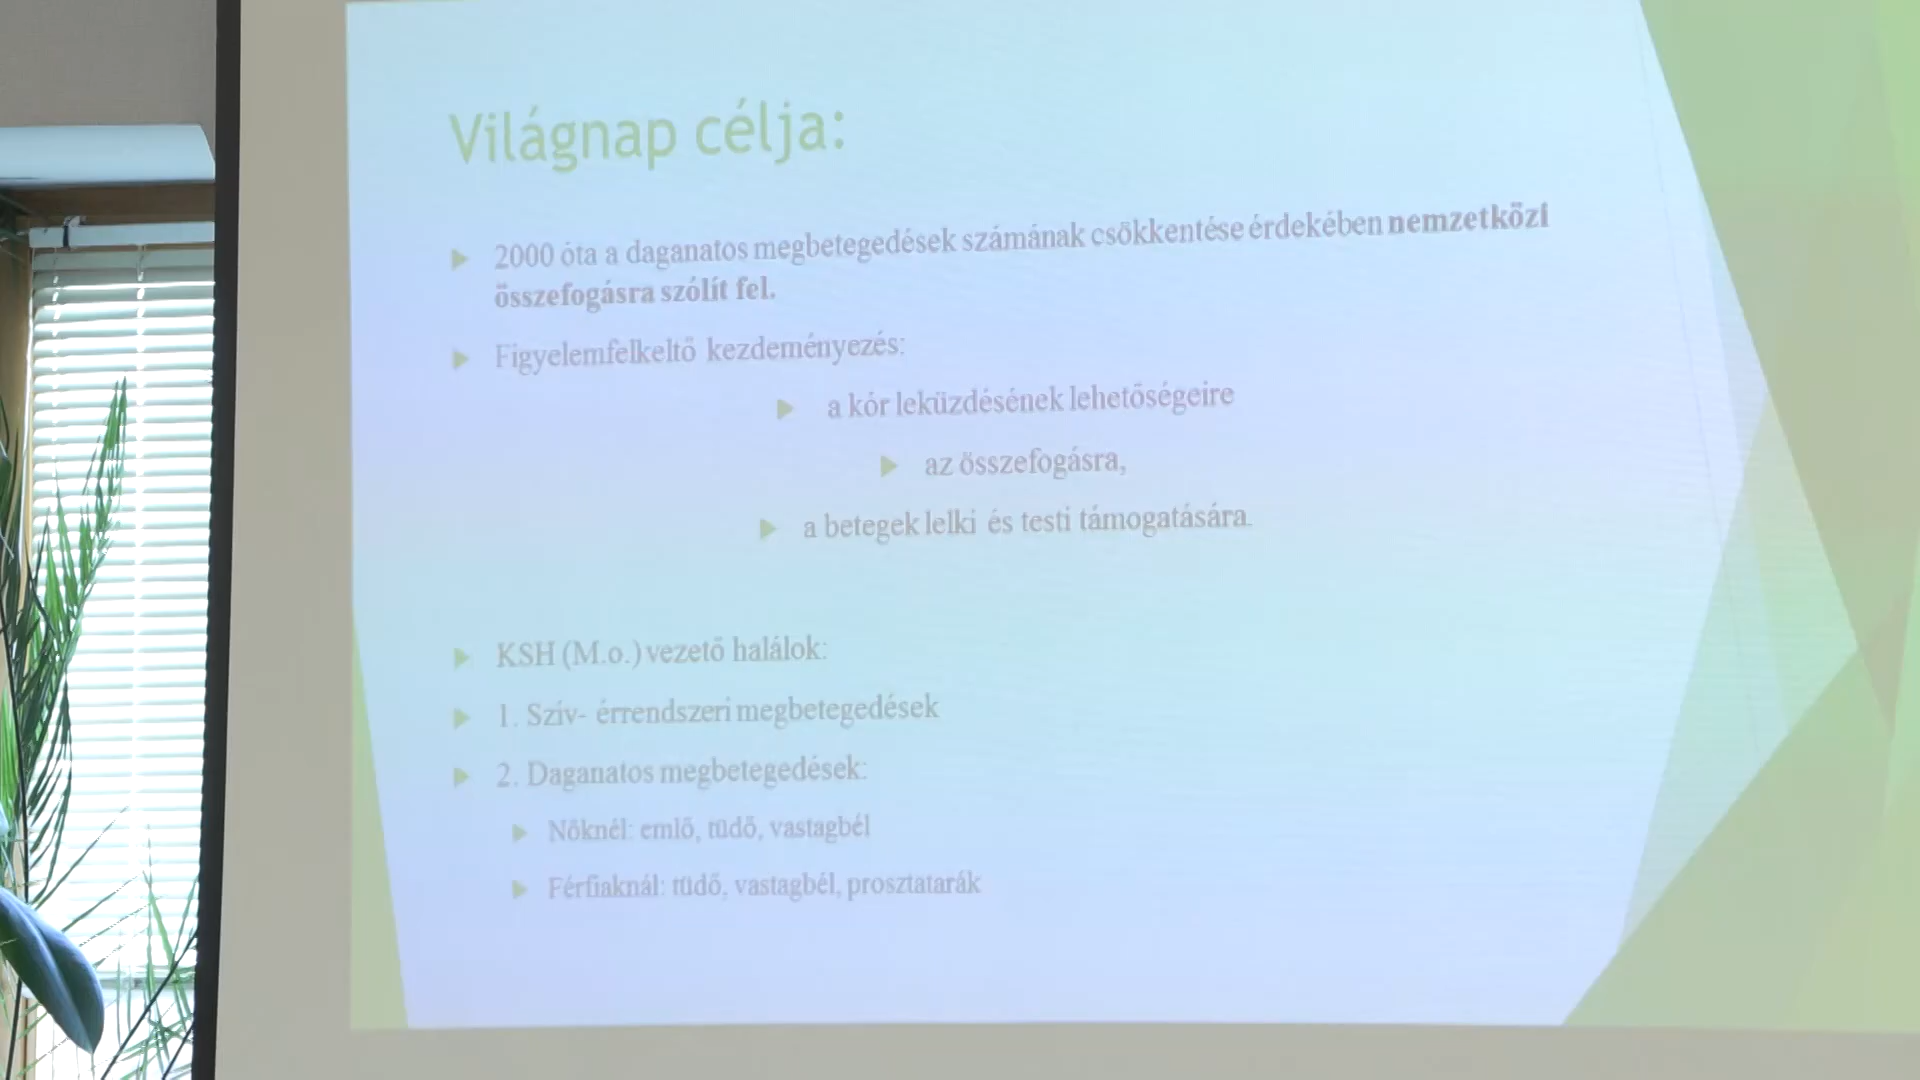 Világnap célja:
2000 óta a daganatos megbetegedések számának csökkentése érdekében nemzetközi
összefogásra szólít fel.
Figyelemfelkeltő kezdeményezés:
a kór leküzdésének lehetőségeire
az összefogásra,
a betegek lelki és testi támogatására.
KSH (M.o.) vezető halálok:
1. Szív- érrendszeri megbetegedések
2. Daganatos megbetegedések:
Nőknél: emlő, tüdő, vastagbél
Férfiaknál: tüdő, vastagbél, prosztatarák